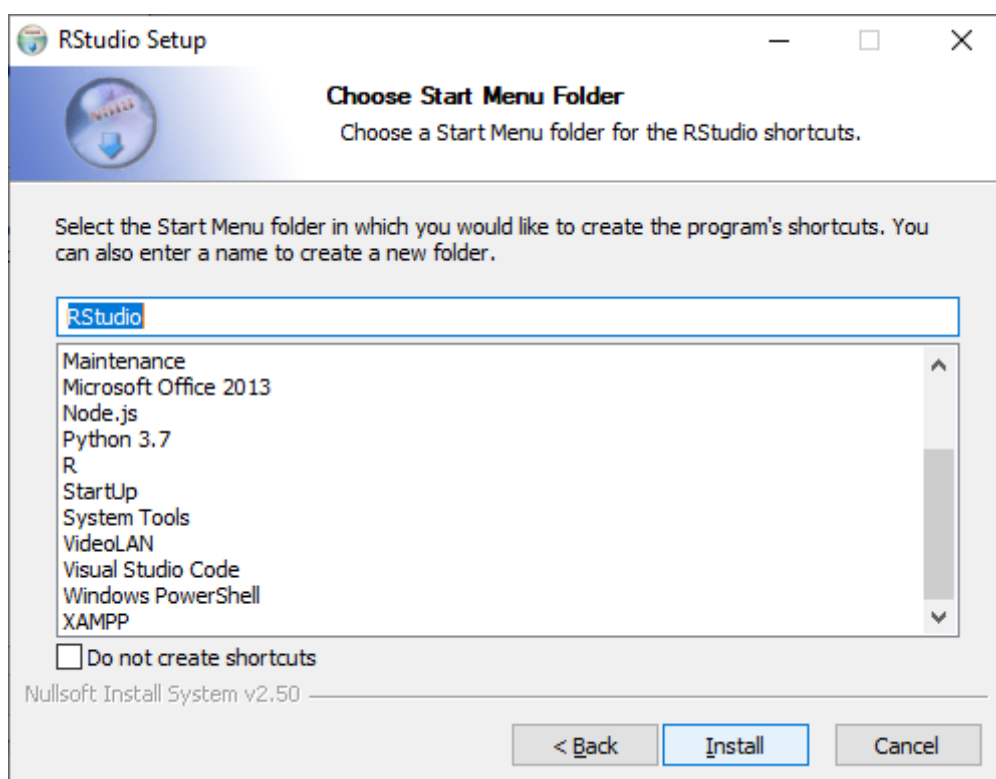 RStudio Setup
Choose Start Menu Folder
Choose a Start Menu folder for the RStudio shortcuts.
Select the Start Menu folder in which you would like to create the program's shortcuts. You
can also enter a name to create a new folder.
RStudio
Maintenance
Microsoft Office 2013
Node.js
Python 3.7
R
StartUp
System Tools
VideoLAN
Visual Studio Code
Windows PowerShell
XAMPP
Do not create shortcuts
Nullsoft Install System v2.50
< Back
Install
Cancel